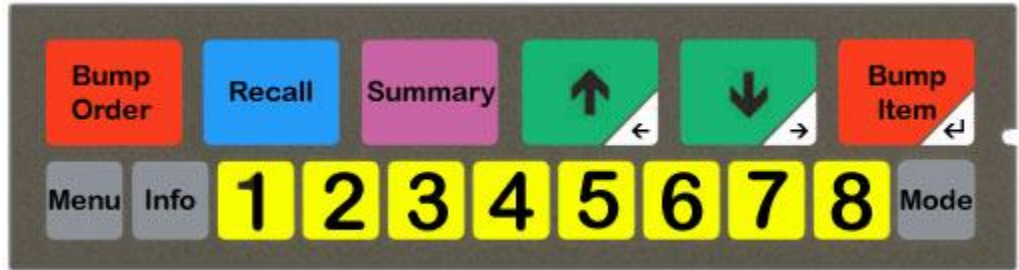 Bump
Order
Recall
Summary
↑
←
↓
→
Bump
Item
↵
Menu Info 1 2 3 4 5 6 7 8 Mode